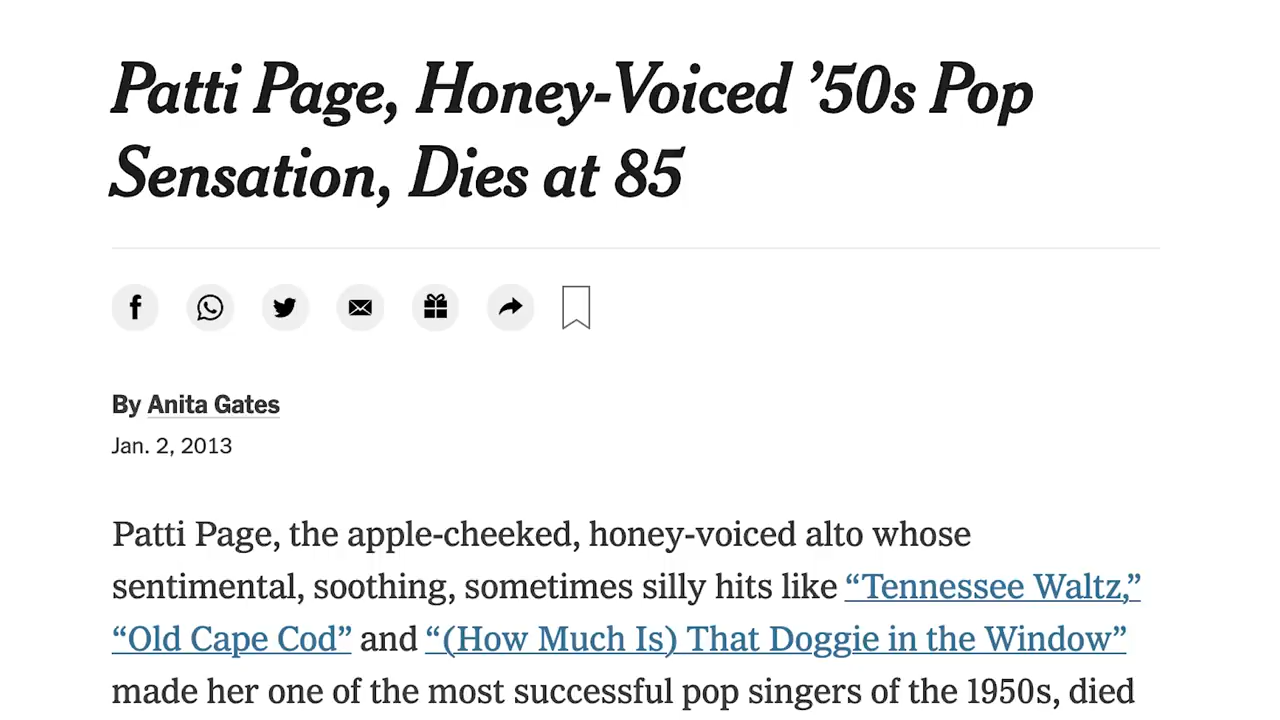 Patti Page, Honey-Voiced ’50s Pop
Sensation, Dies at 85
By Anita Gates
Jan. 2, 2013
Patti Page, the apple-cheeked, honey-voiced alto whose
sentimental, soothing, sometimes silly hits like “Tennessee Waltz,”
“Old Cape Cod” and “(How Much Is) That Doggie in the Window”
made her one of the most successful pop singers of the 1950s, died